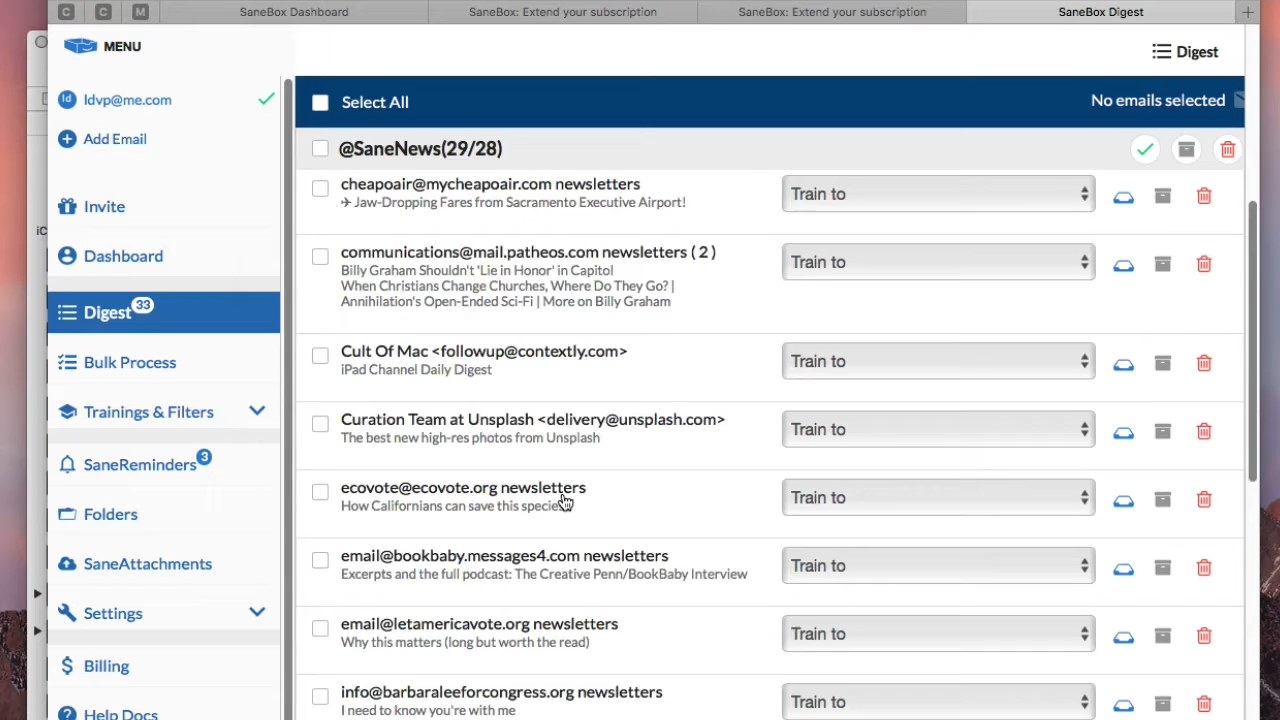 C
C
M
SaneBox Dashboard
SaneBox: Extend your subscription
SaneBox: Extend your subscription
SaneBox Digest
+
MENU
Digest
ld ldvp@me.com
Add Email
Invite
Dashboard
Digest 33
Bulk Process
Trainings & Filters
SaneReminders 3
Folders
SaneAttachments
Settings
$ Billing
Help Docs
Select All
No emails selected
@SaneNews(29/28)
cheapoair@mycheapoair.com newsletters
✈ Jaw-Dropping Fares from Sacramento Executive Airport!
Train to
communications@mail.patheos.com newsletters ( 2 )
Billy Graham Shouldn't 'Lie in Honor' in Capitol
When Christians Change Churches, Where Do They Go? |
Annihilation's Open-Ended Sci-Fi | More on Billy Graham
Train to
Cult Of Mac <followup@contextly.com>
iPad Channel Daily Digest
Train to
Curation Team at Unsplash <delivery@unsplash.com>
The best new high-res photos from Unsplash
Train to
ecovote@ecovote.org newsletters
How Californians can save this species
Train to
email@bookbaby.messages4.com newsletters
Excerpts and the full podcast: The Creative Penn/BookBaby Interview
Train to
email@letamericavote.org newsletters
Why this matters (long but worth the read)
Train to
info@barbaraleeforcongress.org newsletters
I need to know you're with me
Train to